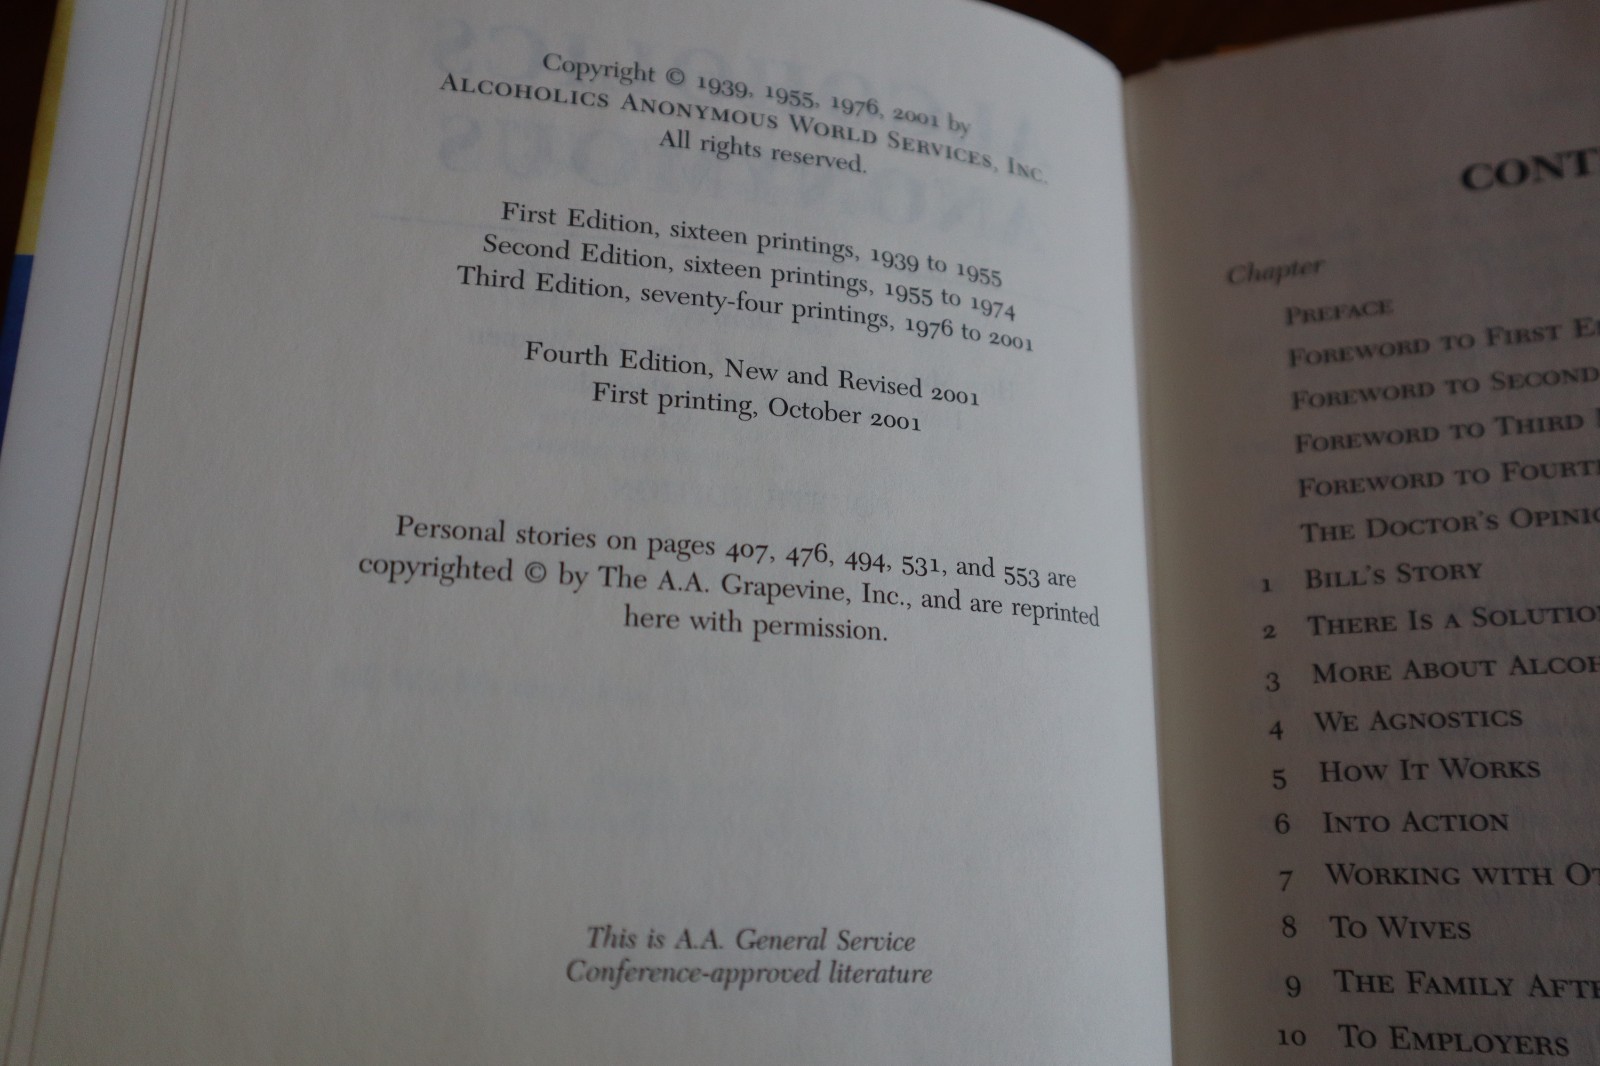 Copyright © 1939, 1955, 1976, 2001 by
ALCOHOLICS ANONYMOUS WORLD SERVICES, INC.
All rights reserved.
First Edition, sixteen printings, 1939 to 1955
Second Edition, sixteen printings, 1955 to 1974
Third Edition, seventy-four printings, 1976 to 2001
Fourth Edition, New and Revised 2001
First printing, October 2001
Personal stories on pages 407, 476, 494, 531, and 553 are
copyrighted © by The A.A. Grapevine, Inc., and are reprinted
here with permission.
This is A.A. General Service
Conference-approved literature
CONT
Chapter
PREFACE
FOREWORD TO FIRST E
FOREWORD TO SECOND
FOREWORD TO THIRD
FOREWORD TO FOURT
THE DOCTOR'S OPINI
1 BILL'S STORY
2 THERE IS A SOLUTIO
3 MORE ABOUT ALCOH
4 WE AGNOSTICS
5 HOW IT WORKS
6 INTO ACTION
7 WORKING WITH OT
8 TO WIVES
9 THE FAMILY AFTE
10 TO EMPLOYERS